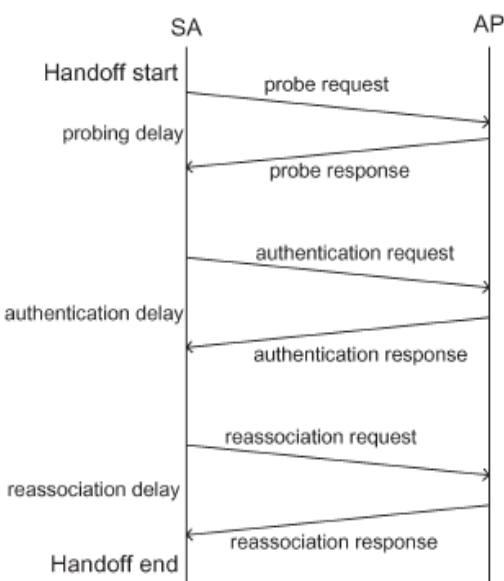 SA
AP
Handoff start
probe request
probing delay
probe response
authentication request
authentication delay
authentication response
reassociation request
reassociation delay
reassociation response
Handoff end